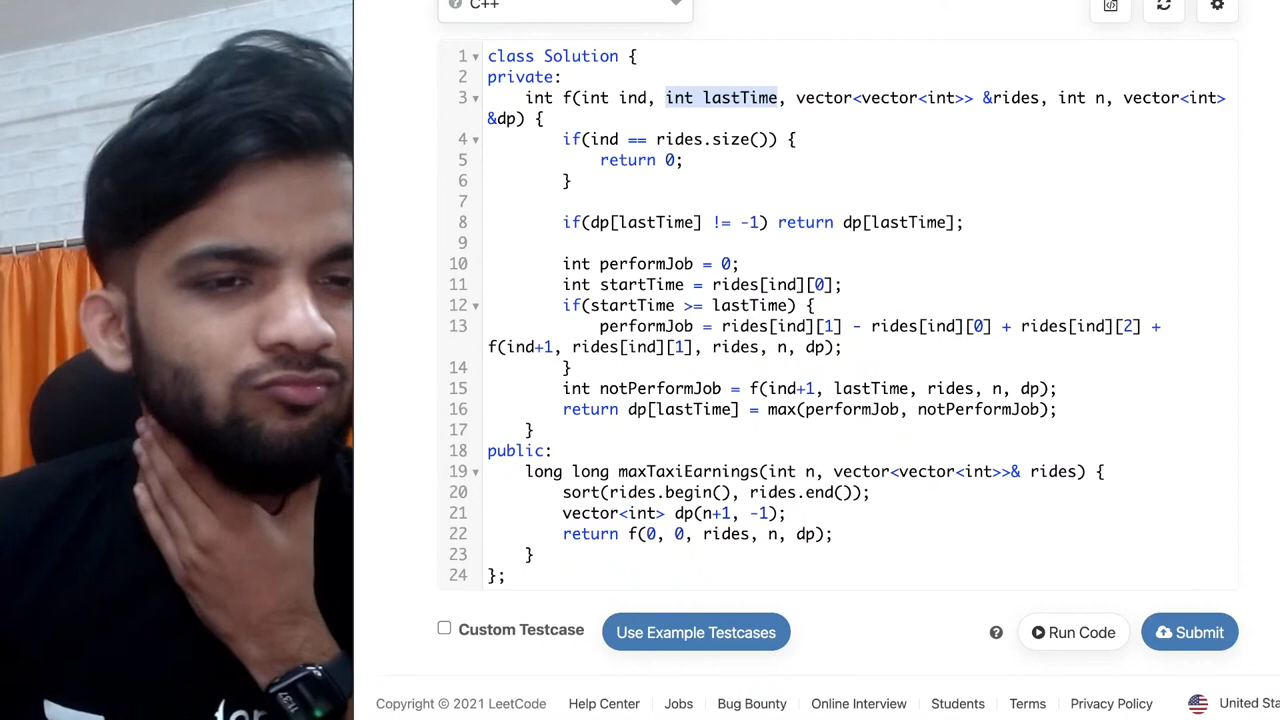 C++
1 class Solution {
2 private:
3 int f(int ind, int lastTime, vector<vector<int>> &rides, int n, vector<int>
&dp) {
4 if(ind == rides.size()) {
5 return 0;
6 }
7
8 if(dp[lastTime] != -1) return dp[lastTime];
9
10 int performJob = 0;
11 int startTime = rides[ind][0];
12 if(startTime >= lastTime) {
13 performJob = rides[ind][1] - rides[ind][0] + rides[ind][2] +
f(ind+1, rides[ind][1], rides, n, dp);
14 }
15 int notPerformJob = f(ind+1, lastTime, rides, n, dp);
16 return dp[lastTime] = max(performJob, notPerformJob);
17 }
18 public:
19 long long maxTaxiEarnings(int n, vector<vector<int>>& rides) {
20 sort(rides.begin(), rides.end());
21 vector<int> dp(n+1, -1);
22 return f(0, 0, rides, n, dp);
23 }
24 };
Custom Testcase Use Example Testcases ? Run Code Submit
Copyright © 2021 LeetCode Help Center Jobs Bug Bounty Online Interview Students Terms Privacy Policy United Sta